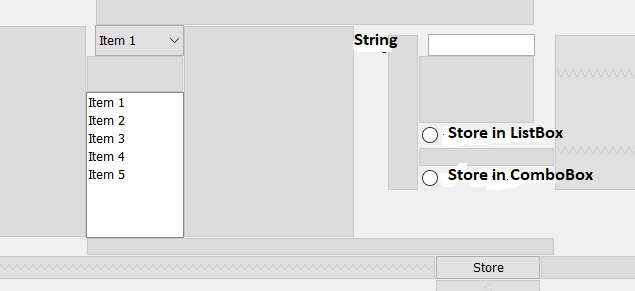 Item 1
String
Item 1
Item 2
Item 3
Item 4
Item 5
Store in ListBox
Store in ComboBox
Store